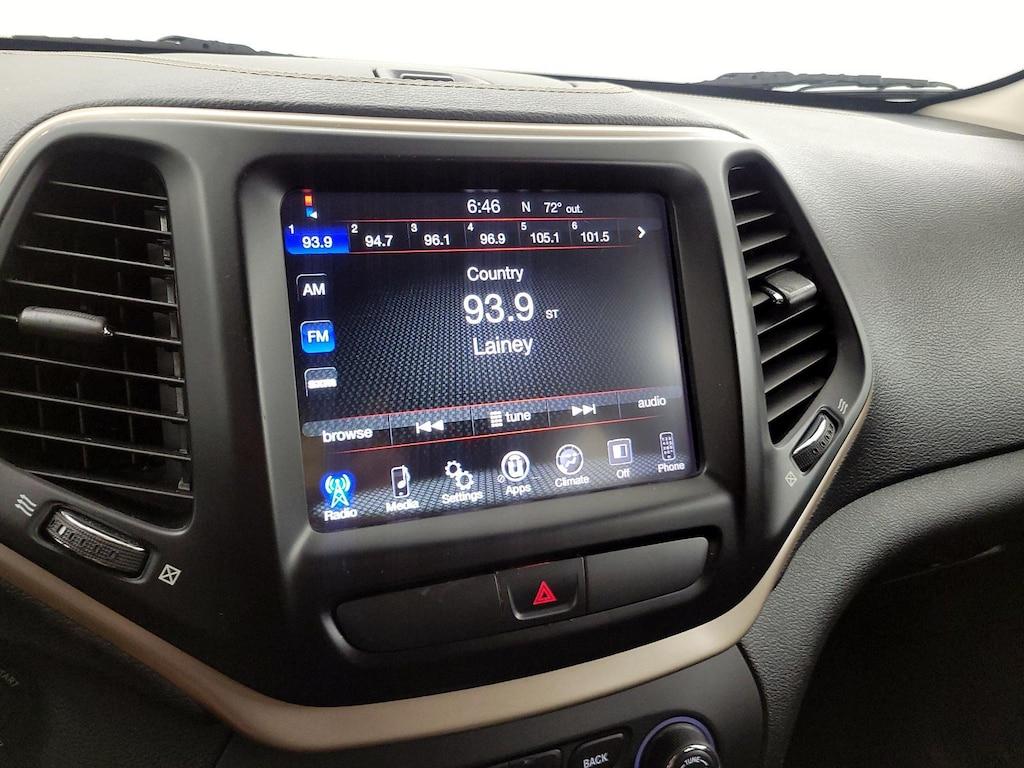 6:46 N 72° out.
1 93.9 2 94.7 3 96.1 4 96.9 5 105.1 6 101.5
AM
Country
93.9 ST
FM
Lainey
browse tune audio
Radio Media Settings Apps Climate Off Phone
BACK
TUNE